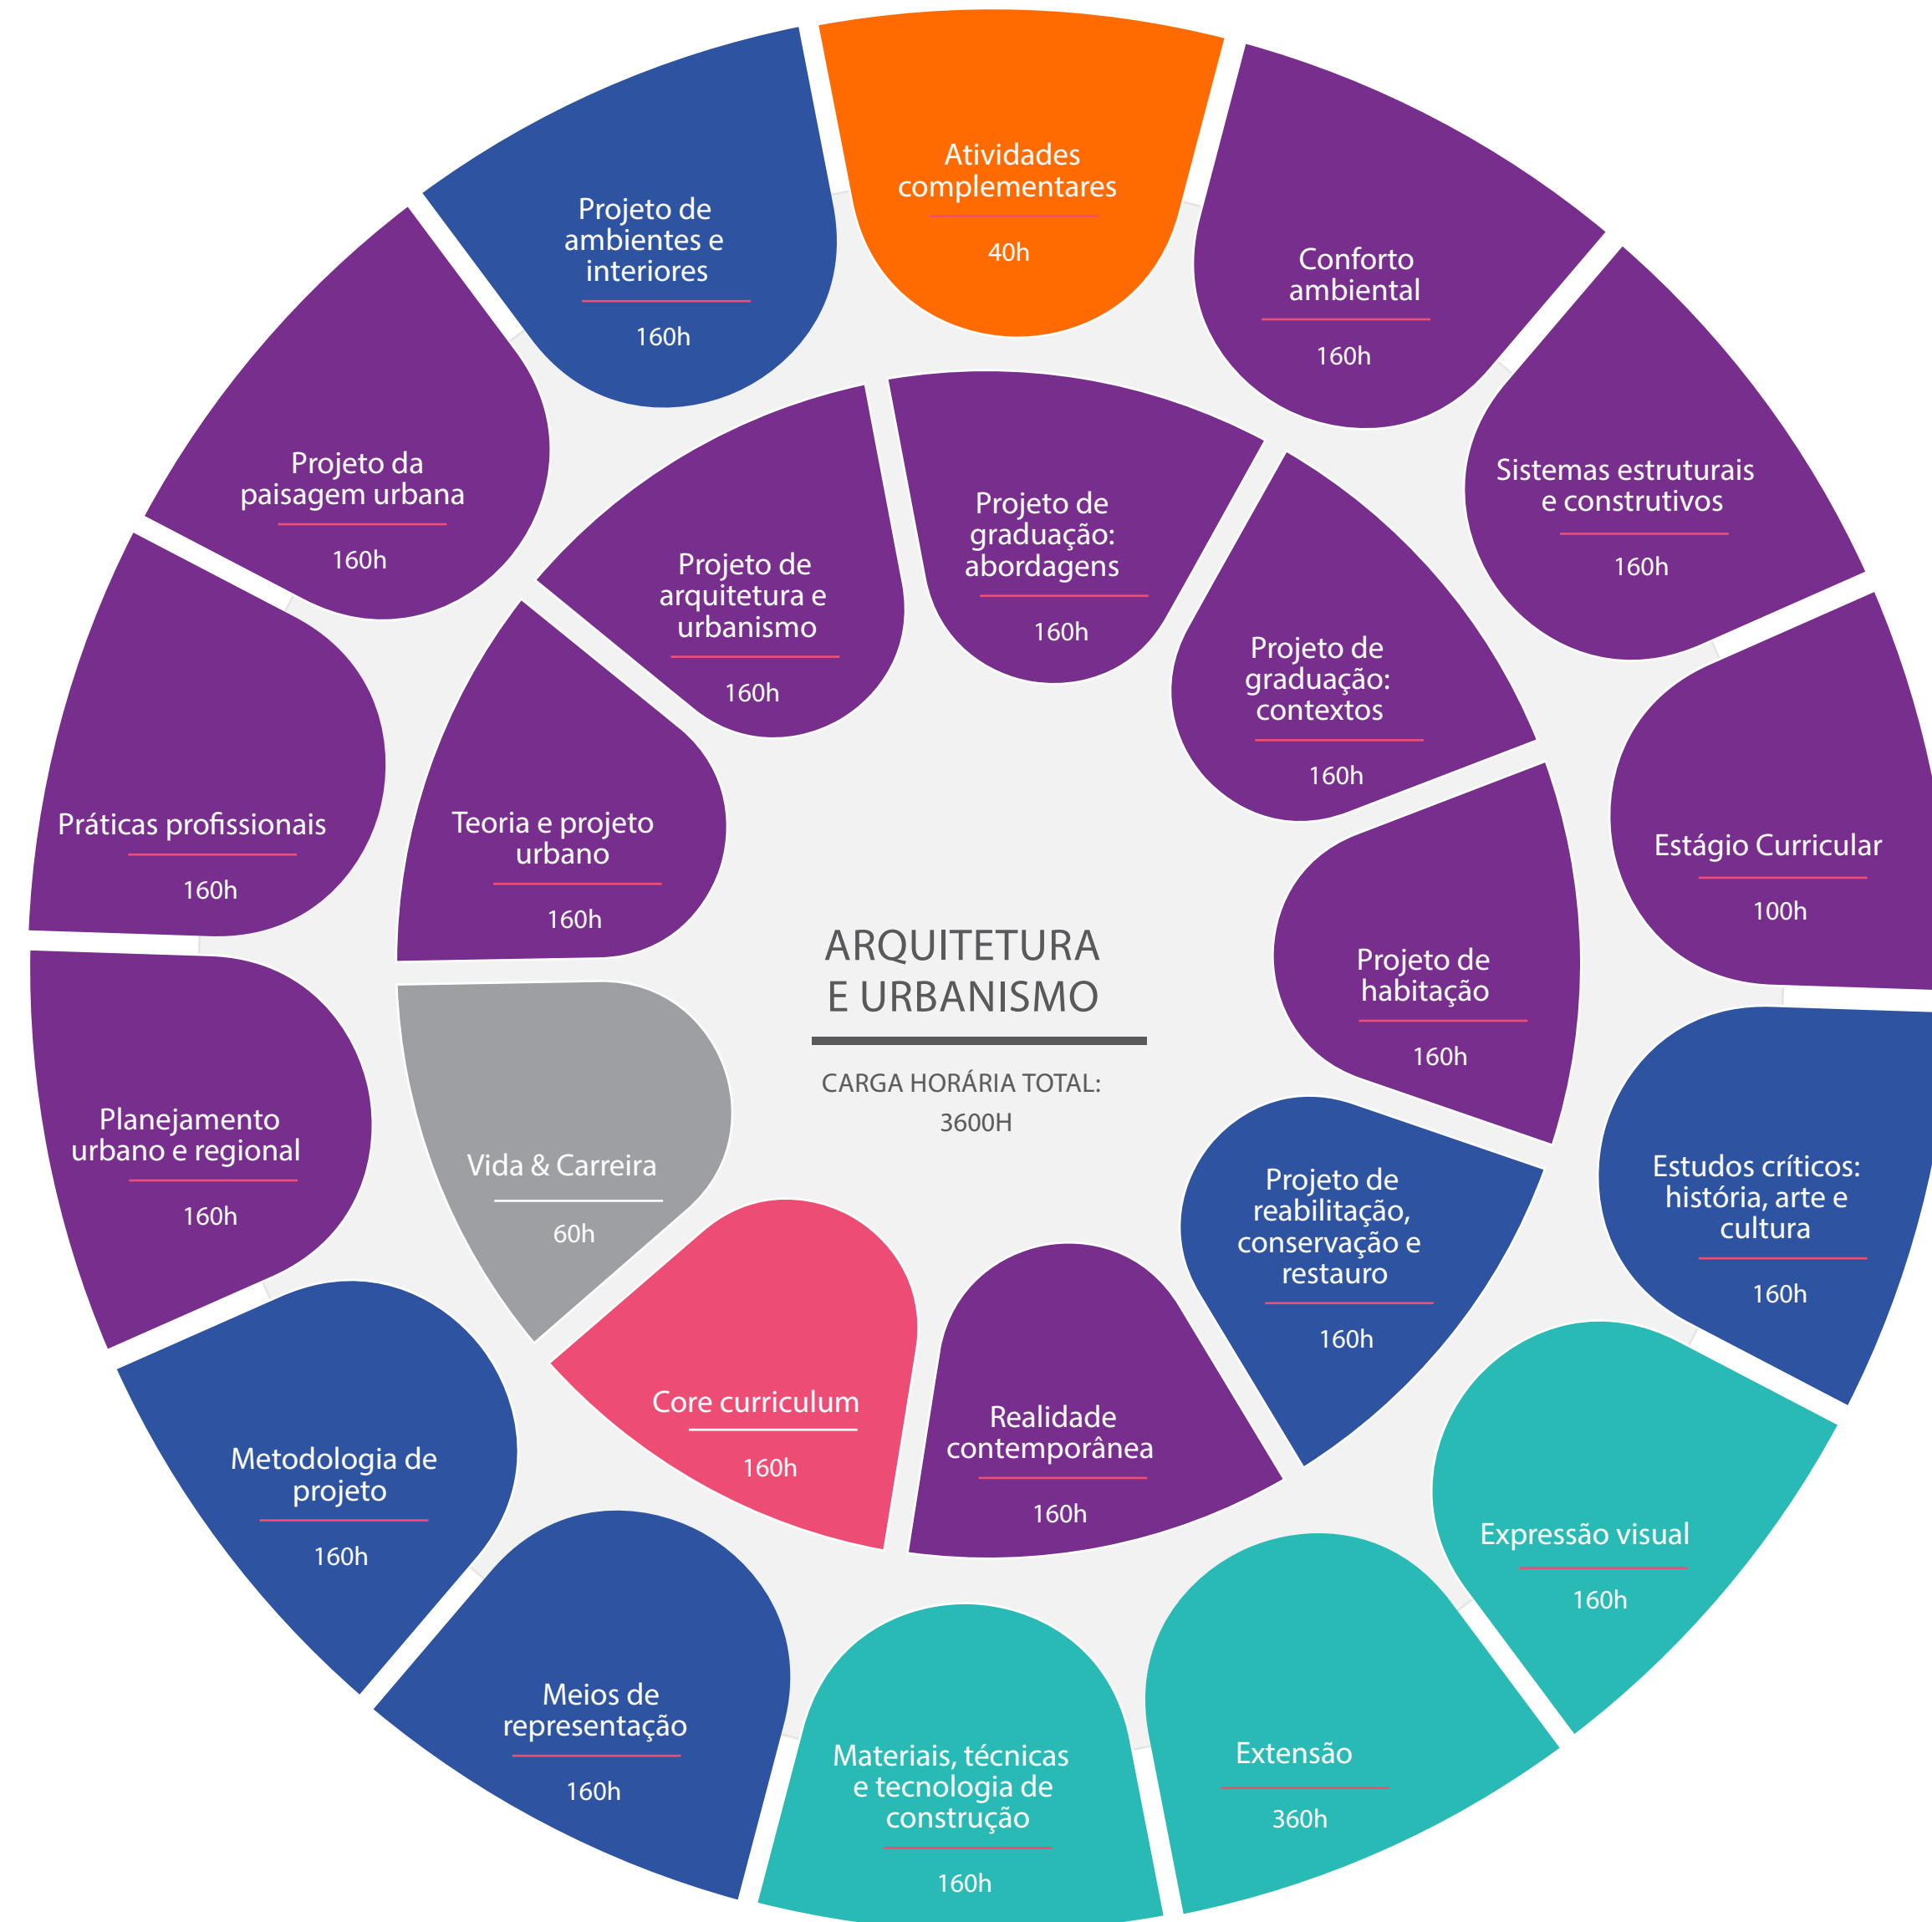 Atividades
complementares
40h
Conforto
ambiental
160h
Sistemas estruturais
e construtivos
160h
Estágio Curricular
100h
Estudos críticos:
história, arte e
cultura
160h
Expressão visual
160h
Extensão
360h
Materiais, técnicas
e tecnologia de
construção
160h
Meios de
representação
160h
Metodologia de
projeto
160h
Planejamento
urbano e regional
160h
Práticas profissionais
160h
Projeto da
paisagem urbana
160h
Projeto de
ambientes e
interiores
160h
Projeto de
graduação:
abordagens
160h
Projeto de
graduação:
contextos
160h
Projeto de
habitação
160h
Projeto de
reabilitação,
conservação e
restauro
160h
Realidade
contemporânea
160h
Core curriculum
160h
Vida & Carreira
60h
Teoria e projeto
urbano
160h
Projeto de
arquitetura e
urbanismo
160h
ARQUITETURA
E URBANISMO
CARGA HORÁRIA TOTAL:
3600H